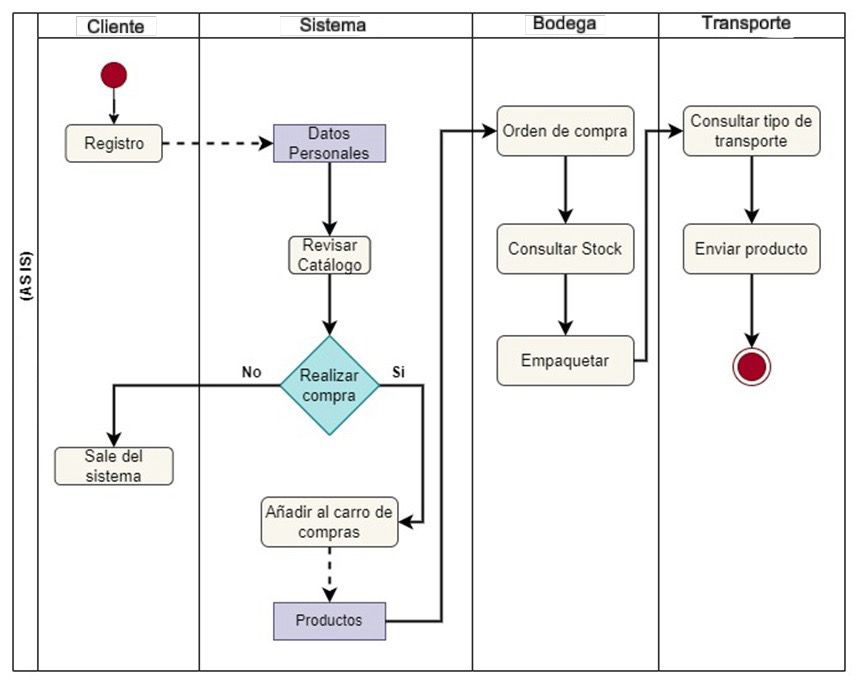 Cliente
Sistema
Bodega
Transporte
(AS IS)
Registro
Datos
Personales
Revisar
Catálogo
Realizar
compra
No
Si
Sale del
sistema
Añadir al carro de
compras
Productos
Orden de compra
Consultar Stock
Empaquetar
Consultar tipo de
transporte
Enviar producto